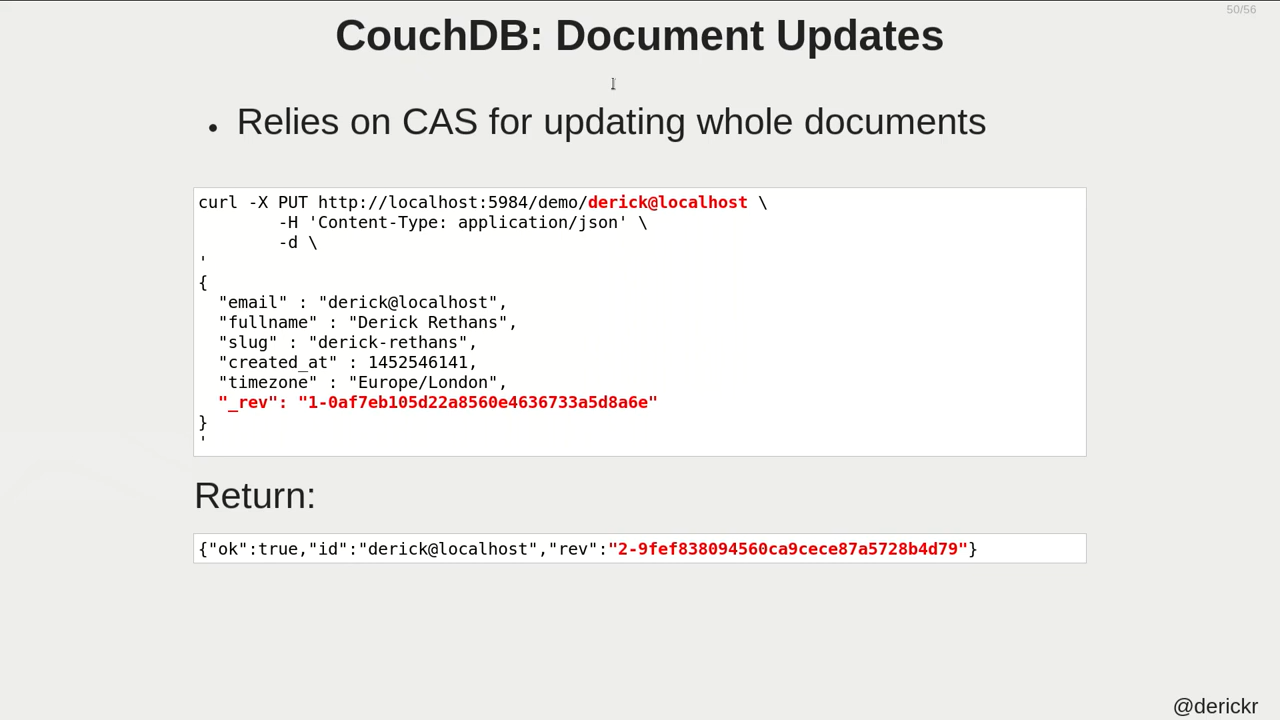 50/56
CouchDB: Document Updates
• Relies on CAS for updating whole documents
curl -X PUT http://localhost:5984/demo/derick@localhost \
        -H 'Content-Type: application/json' \
        -d \
'
{
  "email" : "derick@localhost",
  "fullname" : "Derick Rethans",
  "slug" : "derick-rethans",
  "created_at" : 1452546141,
  "timezone" : "Europe/London",
  "_rev": "1-0af7eb105d22a8560e4636733a5d8a6e"
}
'
Return:
{"ok":true,"id":"derick@localhost","rev":"2-9fef838094560ca9cece87a5728b4d79"}
@derickr